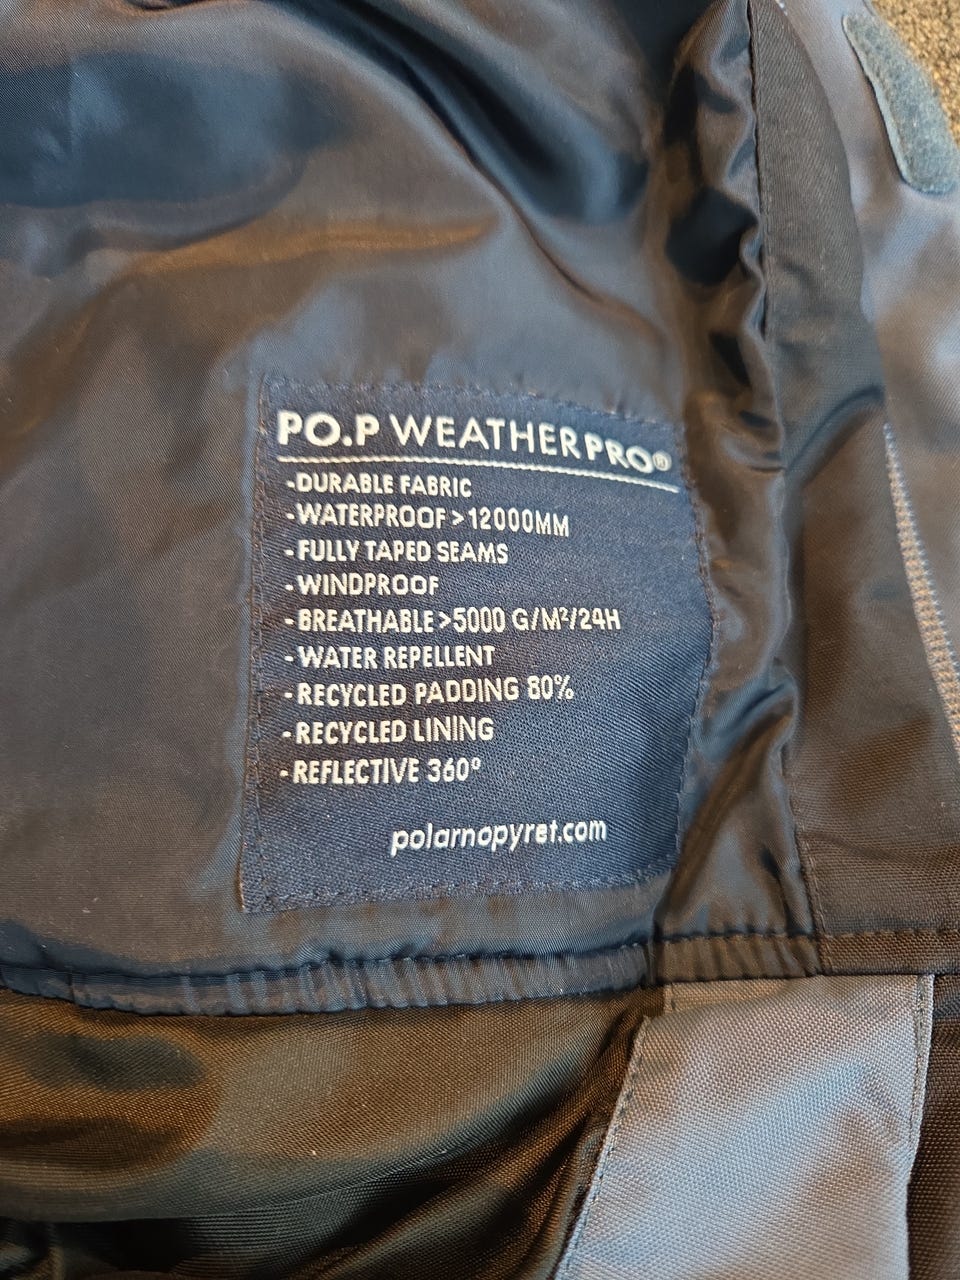 PO.P WEATHERPRO®
-DURABLE FABRIC
-WATERPROOF >12000MM
-FULLY TAPED SEAMS
-WINDPROOF
-BREATHABLE >5000 G/M²/24H
-WATER REPELLENT
-RECYCLED PADDING 80%
-RECYCLED LINING
-REFLECTIVE 360°
polarnopyret.com